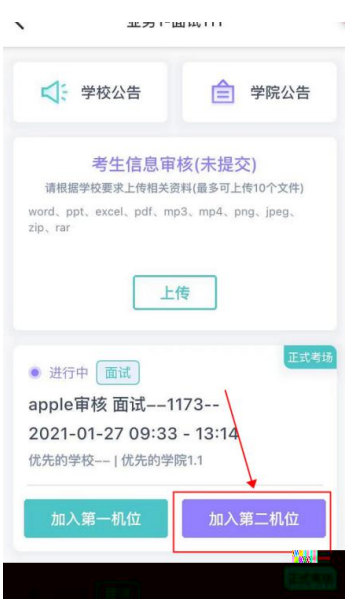 学校公告
学院公告
考生信息审核(未提交)
请根据学校要求上传相关资料(最多可上传10个文件)
word、ppt、excel、pdf、mp3、mp4、png、jpeg、
zip、rar
上传
正式考场
进行中 面试
apple审核 面试--1173--
2021-01-27 09:33 - 13:14
优先的学校-- | 优先的学院1.1
加入第一机位
加入第二机位
正式考场